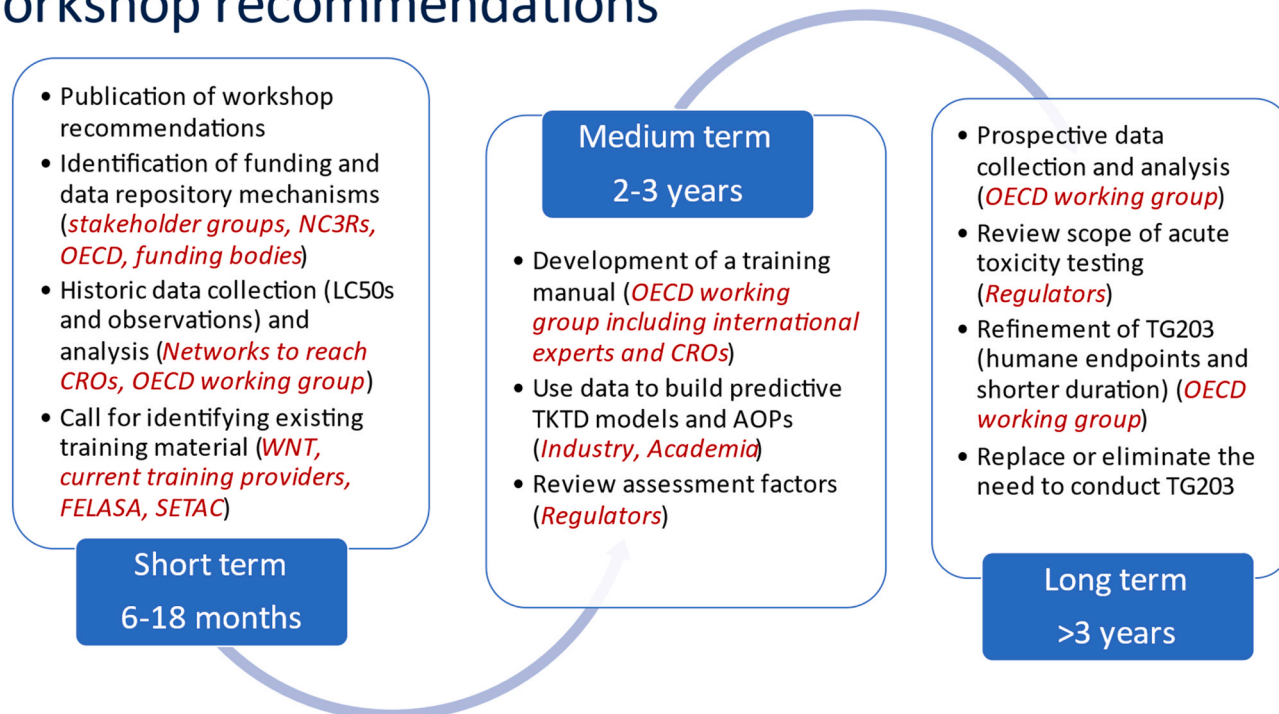 orkshop recommendations
• Publication of workshop
recommendations
• Identification of funding and
data repository mechanisms
(stakeholder groups, NC3Rs,
OECD, funding bodies)
• Historic data collection (LC50s
and observations) and
analysis (Networks to reach
CROs, OECD working group)
• Call for identifying existing
training material (WNT,
current training providers,
FELASA, SETAC)
Short term
6-18 months
Medium term
2-3 years
• Development of a training
manual (OECD working
group including international
experts and CROs)
• Use data to build predictive
TKTD models and AOPs
(Industry, Academia)
• Review assessment factors
(Regulators)
• Prospective data
collection and analysis
(OECD working group)
• Review scope of acute
toxicity testing
(Regulators)
• Refinement of TG203
(humane endpoints and
shorter duration) (OECD
working group)
• Replace or eliminate the
need to conduct TG203
Long term
>3 years